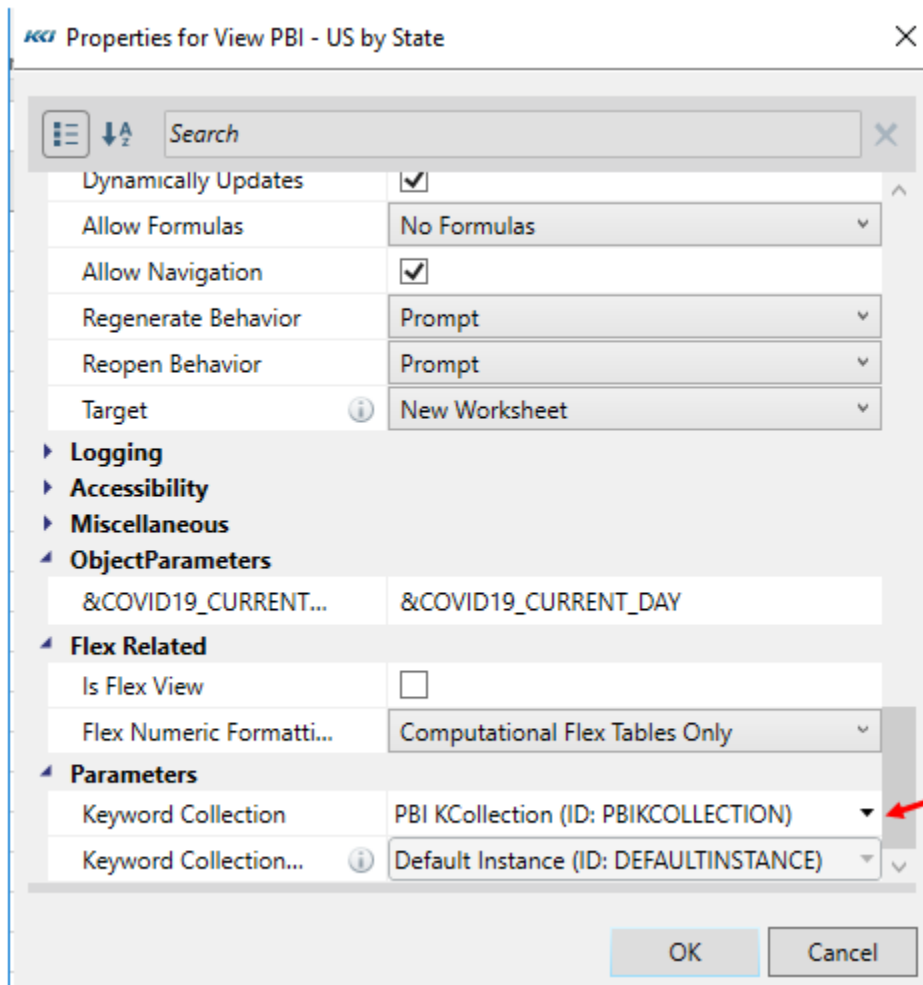 KCI Properties for View PBI - US by State
Search
Dynamically Updates
Allow Formulas No Formulas
Allow Navigation
Regenerate Behavior Prompt
Reopen Behavior Prompt
Target New Worksheet
Logging
Accessibility
Miscellaneous
ObjectParameters
&COVID19_CURRENT... &COVID19_CURRENT_DAY
Flex Related
Is Flex View
Flex Numeric Formatti... Computational Flex Tables Only
Parameters
Keyword Collection PBI KCollection (ID: PBIKCOLLECTION)
Keyword Collection... Default Instance (ID: DEFAULTINSTANCE)
OK Cancel